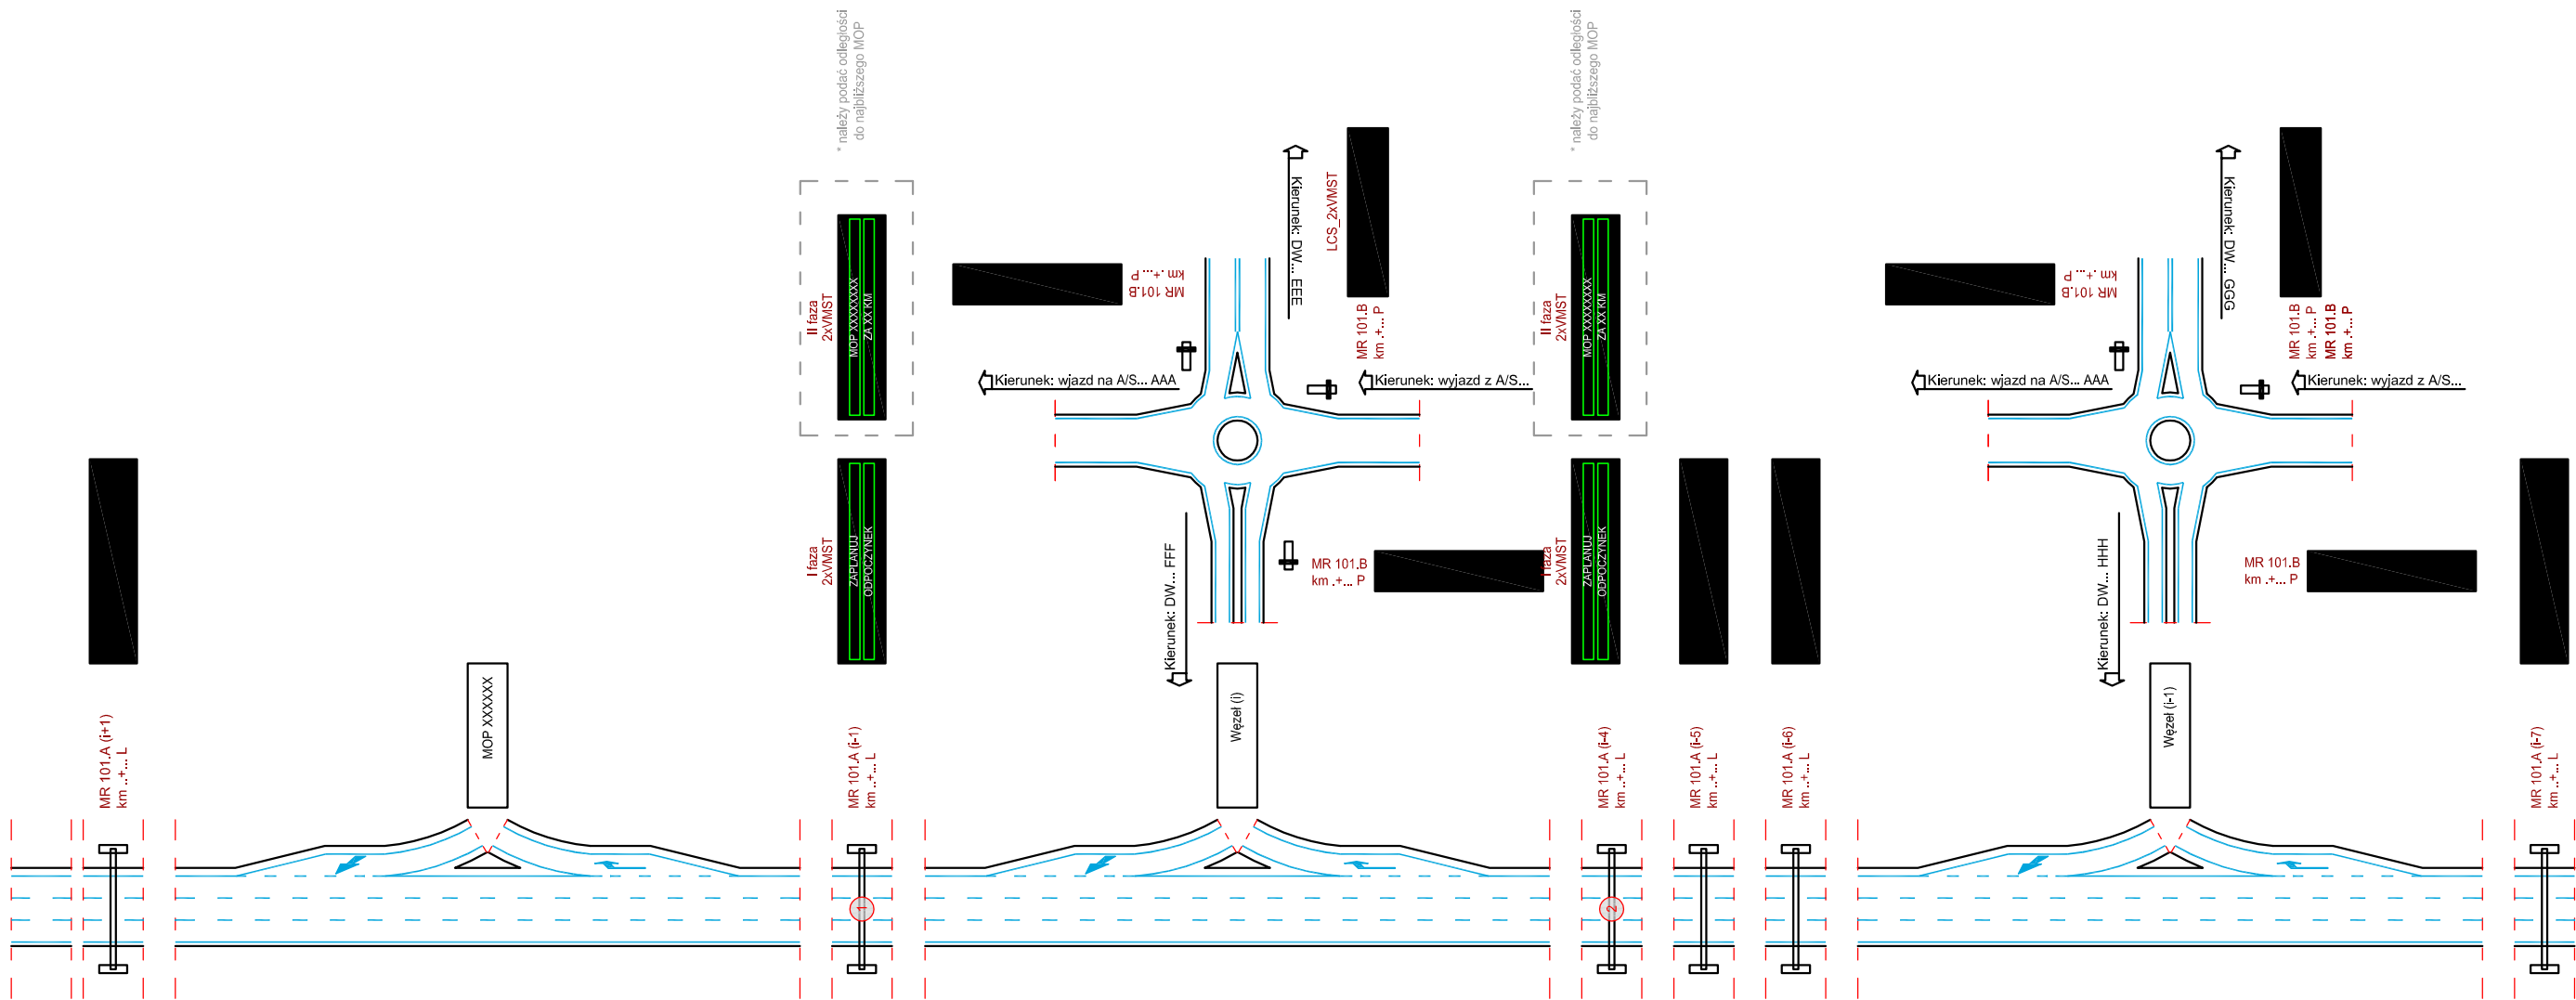 * należy podać odległości
do najbliższego MOP
* należy podać odległości
do najbliższego MOP
II faza
2xVMST
MOP XXXXXXXX
ZA XX KM
MR 101.B
km .+... P
Kierunek: DW... EEE
LCS_2xVMST
MR 101.B
km .+... P
Kierunek: wjazd na A/S... AAA
Kierunek: wyjazd z A/S...
II faza
2xVMST
MOP XXXXXXXX
ZA XX KM
MR 101.B
km .+... P
Kierunek: DW... GGG
MR 101.B
km .+... P
MR 101.B
km .+... P
Kierunek: wjazd na A/S... AAA
Kierunek: wyjazd z A/S...
I faza
2xVMST
ZAPLANUJ
ODPOCZYNEK
Kierunek: DW... FFF
MR 101.B
km .+... P
I faza
2xVMST
ZAPLANUJ
ODPOCZYNEK
Kierunek: DW... HHH
MR 101.B
km .+... P
MR 101.A (i+1)
km ..+... L
MOP XXXXXX
MR 101.A (i-1)
km ..+... L
Węzeł (i)
MR 101.A (i-4)
km ..+... L
MR 101.A (i-5)
km ..+... L
MR 101.A (i-6)
km ..+... L
Węzeł (i-1)
MR 101.A (i-7)
km ..+... L
1
2